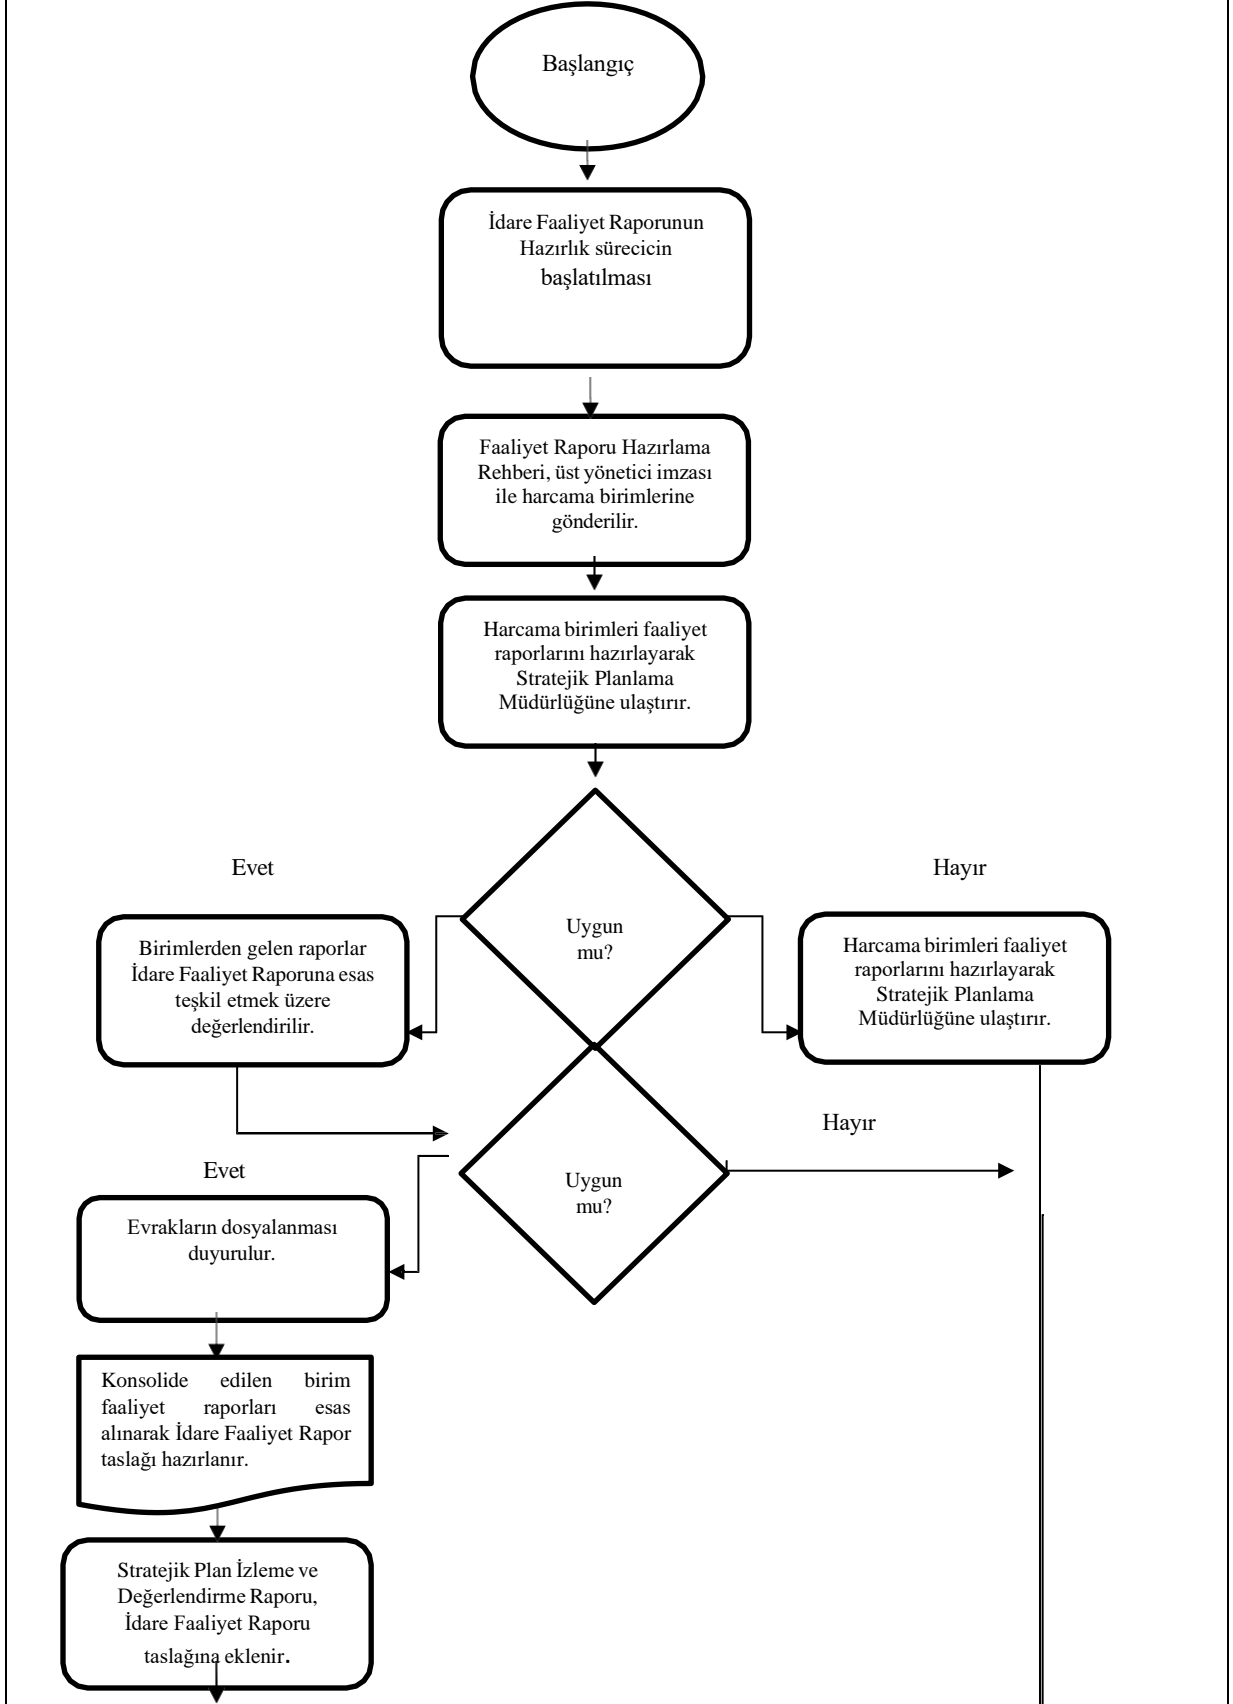 Başlangıç
İdare Faaliyet Raporunun
Hazırlık sürecicin
başlatılması
Faaliyet Raporu Hazırlama
Rehberi, üst yönetici imzası
ile harcama birimlerine
gönderilir.
Harcama birimleri faaliyet
raporlarını hazırlayarak
Stratejik Planlama
Müdürlüğüne ulaştırır.
Evet
Hayır
Uygun
mu?
Birimlerden gelen raporlar
İdare Faaliyet Raporuna esas
teşkil etmek üzere
değerlendirilir.
Harcama birimleri faaliyet
raporlarını hazırlayarak
Stratejik Planlama
Müdürlüğüne ulaştırır.
Hayır
Evet
Uygun
mu?
Evrakların dosyalanması
duyurulur.
Konsolide edilen birim
faaliyet raporları esas
alınarak İdare Faaliyet Rapor
taslağı hazırlanır.
Stratejik Plan İzleme ve
Değerlendirme Raporu,
İdare Faaliyet Raporu
taslağına eklenir.